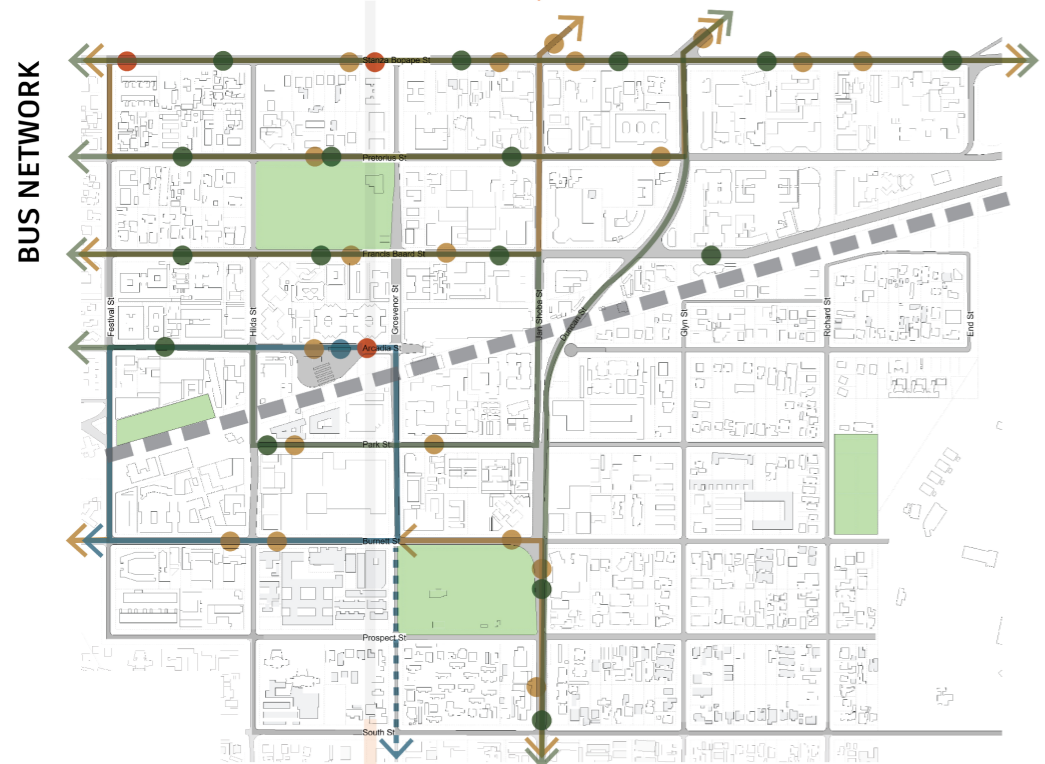 BUS NETWORK
Stanza Bopape St
Pretorius St
Francis Baard St
Festival St
Hilda St
Grosvenor St
Jan Shoba St
Duncan St
Glyn St
Richard St
End St
Arcadia St
Park St
Burnett St
Prospect St
South St